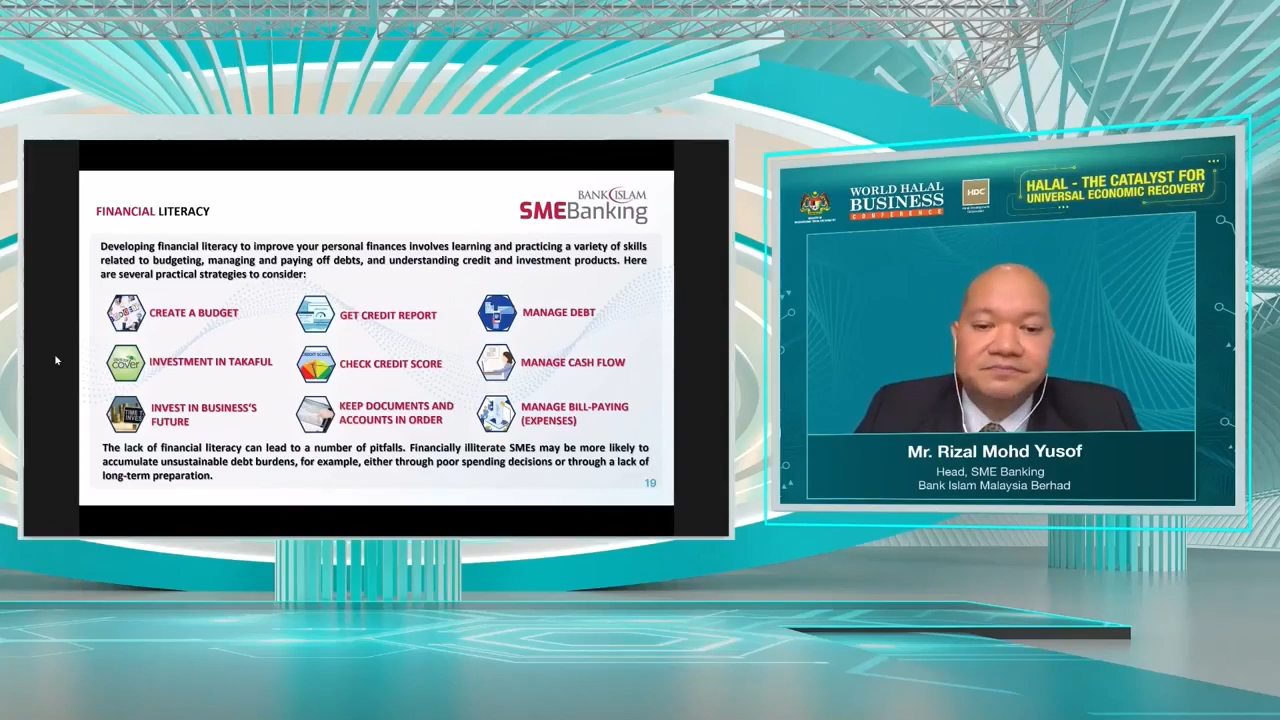 FINANCIAL LITERACY
BANK ISLAM
SMEBanking
Developing financial literacy to improve your personal finances involves learning and practicing a variety of skills
related to budgeting, managing and paying off debts, and understanding credit and investment products. Here
are several practical strategies to consider:
CREATE A BUDGET
GET CREDIT REPORT
MANAGE DEBT
cover
INVESTMENT IN TAKAFUL
CREDIT SCORE
CHECK CREDIT SCORE
MANAGE CASH FLOW
INVEST IN BUSINESS'S
FUTURE
KEEP DOCUMENTS AND
ACCOUNTS IN ORDER
MANAGE BILL-PAYING
(EXPENSES)
The lack of financial literacy can lead to a number of pitfalls. Financially illiterate SMEs may be more likely to
accumulate unsustainable debt burdens, for example, either through poor spending decisions or through a lack of
long-term preparation.
19
WORLD HALAL
BUSINESS
CONFERENCE
HDC
HALAL - THE CATALYST FOR
UNIVERSAL ECONOMIC RECOVERY
Mr. Rizal Mohd Yusof
Head, SME Banking
Bank Islam Malaysia Berhad